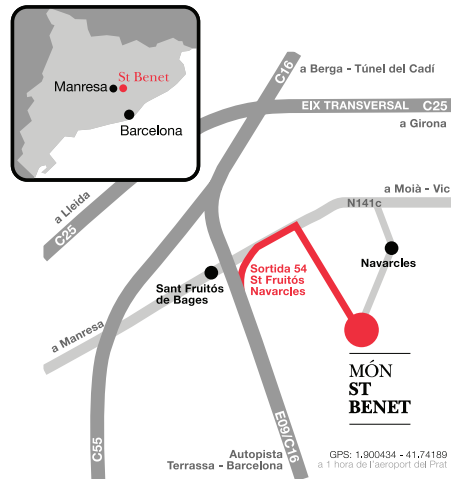 St Benet
Manresa
Barcelona
C16
a Berga - Túnel del Cadí
EIX TRANSVERSAL C25
a Girona
a Lleida
C25
a Moià - Vic
N141c
Navarcles
Sortida 54
St Fruitós
Navarcles
Sant Fruitós
de Bages
a Manresa
MÓN
ST
BENET
C55
E09/C16
Autopista
Terrassa - Barcelona
GPS: 1.900434 - 41.74189
a 1 hora de l'aeroport del Prat